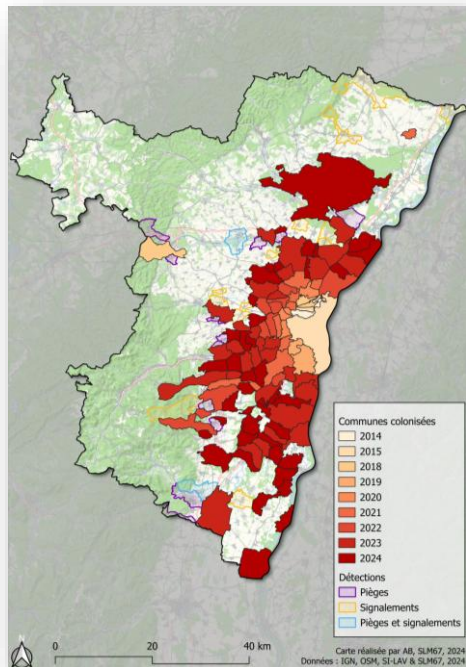 Communes colonisées
2014
2015
2018
2019
2020
2021
2022
2023
2024
Détections
Pièges
Signalements
Pièges et signalements
N
0 20 40 km
Carte réalisée par AB, SLM67, 2024
Données : IGN, OSM, SI-LAV & SLM67, 2024